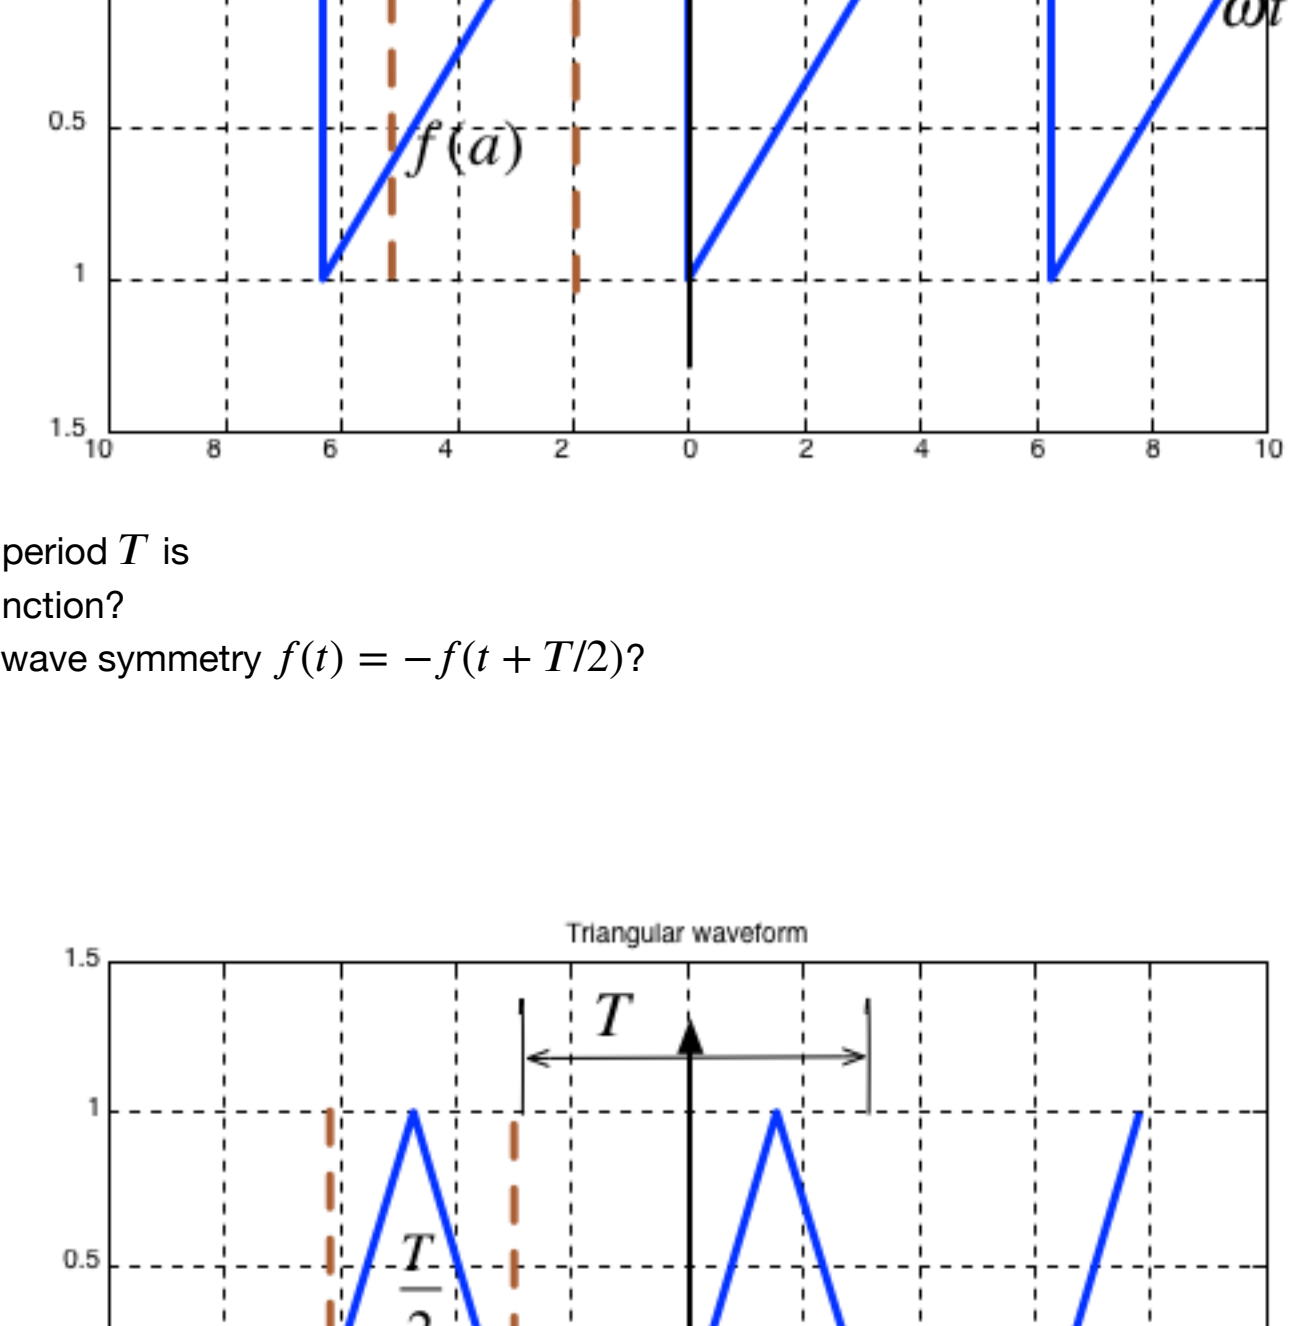 ωt
0.5
f(a)
1
1.5
10 8 6 4 2 0 2 4 6 8 10
period T is
nction?
wave symmetry f(t) = −f(t + T/2)?
Triangular waveform
1.5
T
1
0.5
T
2